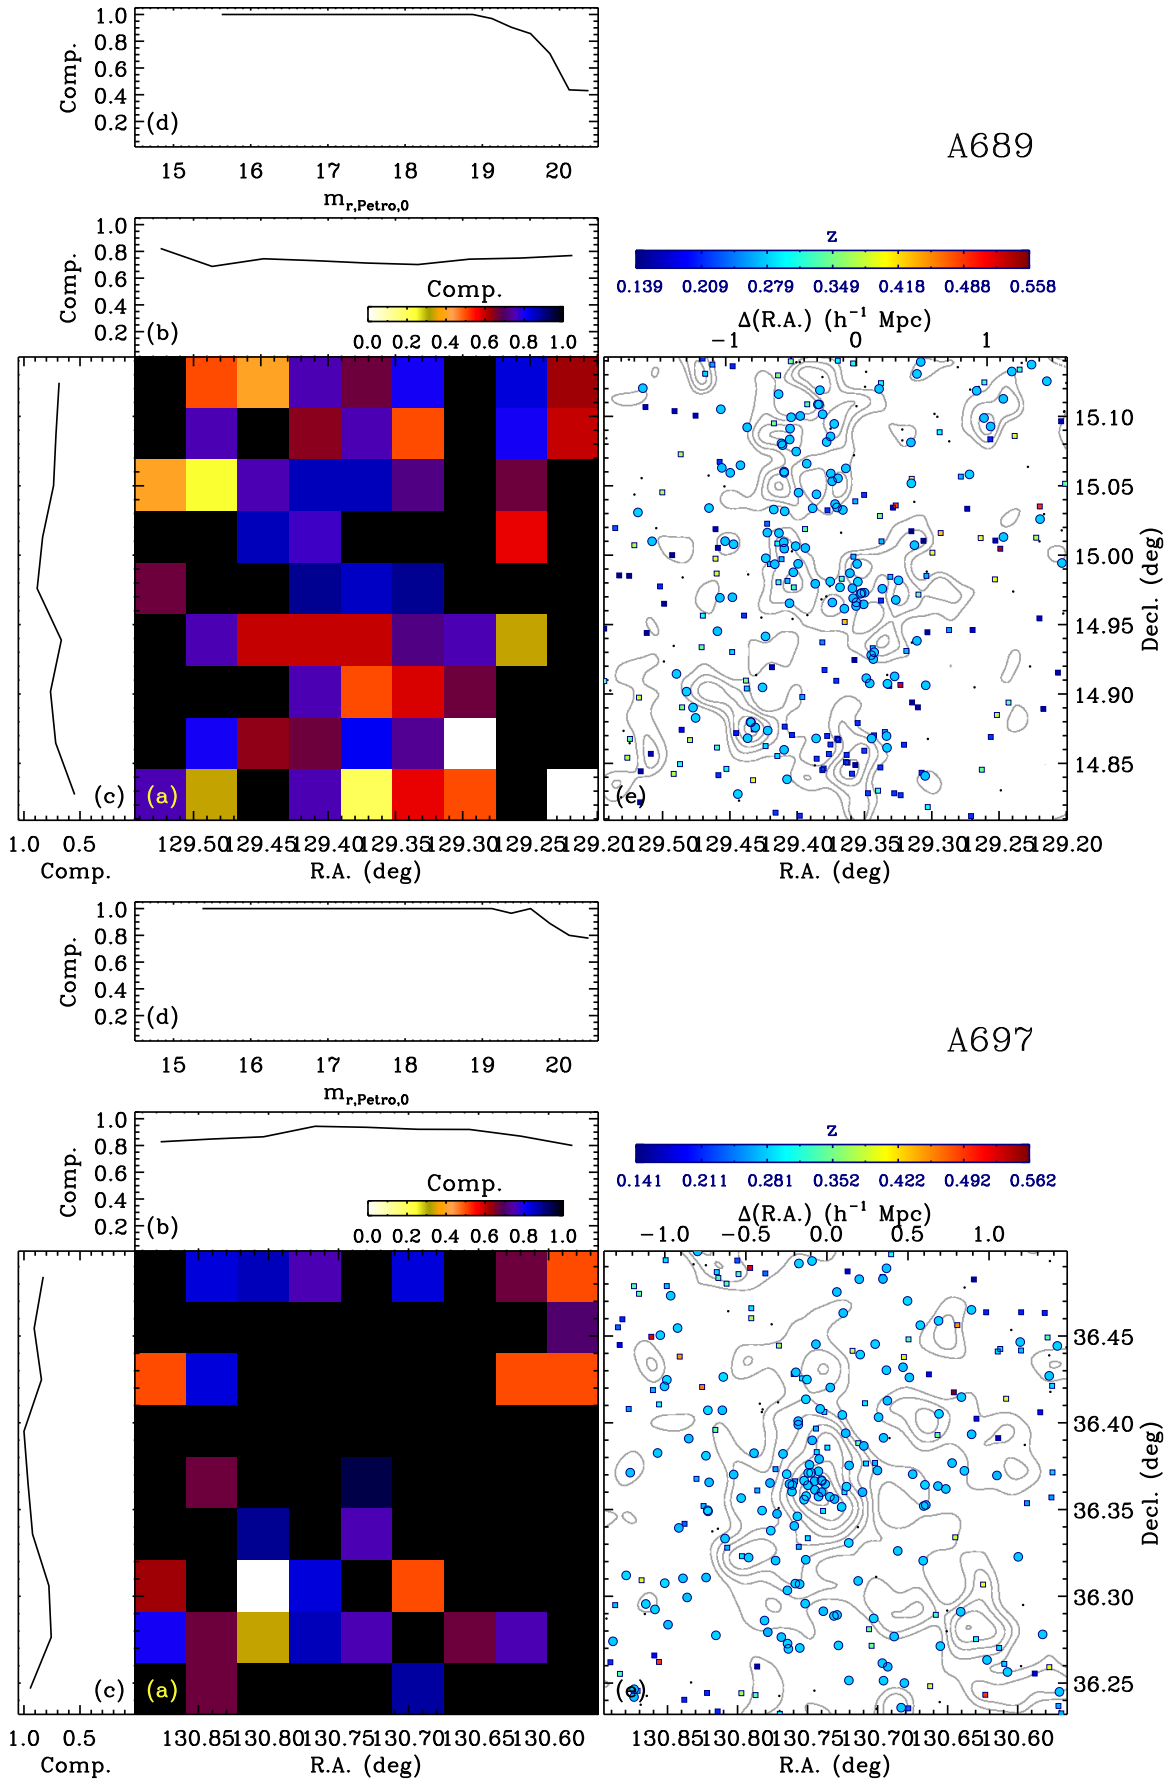 1.0
0.8
0.6
0.4
0.2
Comp.
(d)
15 16 17 18 19 20
m r,Petro,0
A689
1.0
0.8
0.6
0.4
0.2
Comp.
(b)
Comp.
0.0 0.2 0.4 0.6 0.8 1.0
z
0.139 0.209 0.279 0.349 0.418 0.488 0.558
Δ(R.A.) (h⁻¹ Mpc)
−1 0 1
15.10
15.05
15.00
14.95
14.90
14.85
Decl. (deg)
(c) (a) (e)
1.0 0.5
Comp.
129.50 129.45 129.40 129.35 129.30 129.25 129.20
R.A. (deg)
129.50 129.45 129.40 129.35 129.30 129.25 129.20
R.A. (deg)
1.0
0.8
0.6
0.4
0.2
Comp.
(d)
15 16 17 18 19 20
m r,Petro,0
A697
1.0
0.8
0.6
0.4
0.2
Comp.
(b)
Comp.
0.0 0.2 0.4 0.6 0.8 1.0
z
0.141 0.211 0.281 0.352 0.422 0.492 0.562
Δ(R.A.) (h⁻¹ Mpc)
−1.0 −0.5 0.0 0.5 1.0
36.45
36.40
36.35
36.30
36.25
Decl. (deg)
(c) (a) (e)
1.0 0.5
Comp.
130.85 130.80 130.75 130.70 130.65 130.60
R.A. (deg)
130.85 130.80 130.75 130.70 130.65 130.60
R.A. (deg)